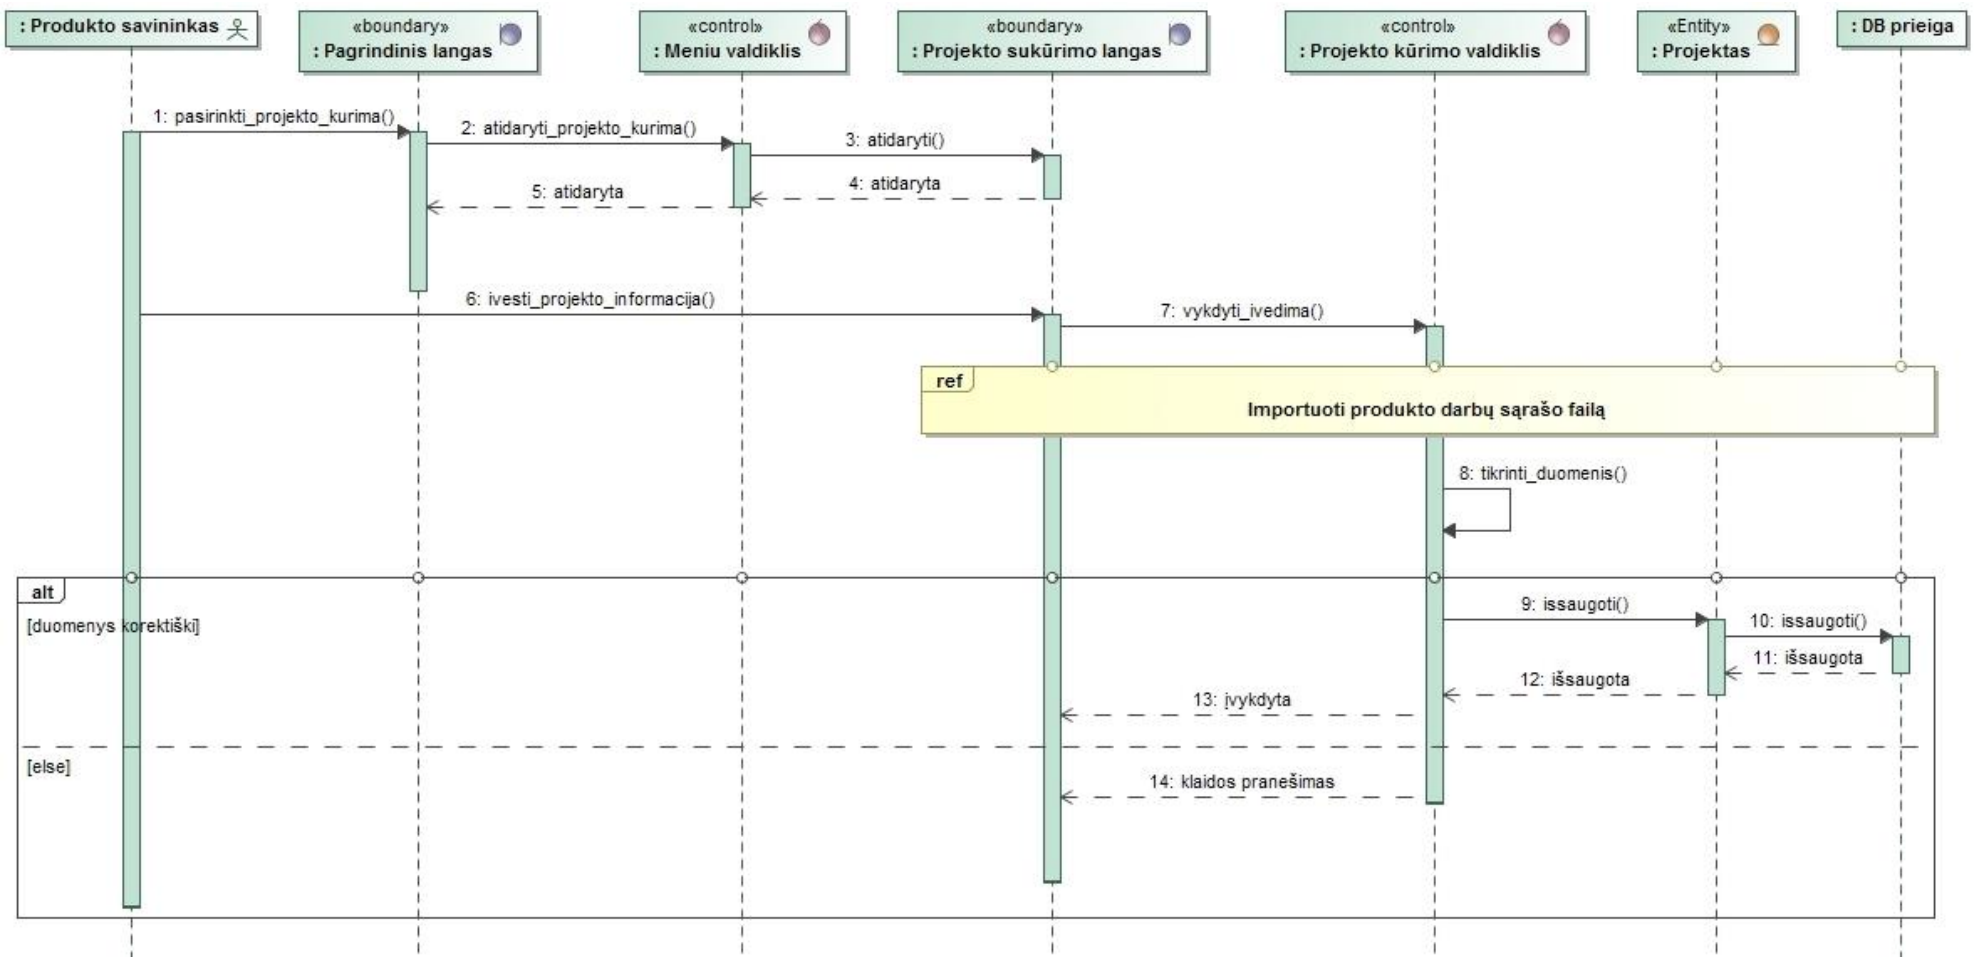 : Produkto savininkas
«boundary»
: Pagrindinis langas
«control»
: Meniu valdiklis
«boundary»
: Projekto sukūrimo langas
«control»
: Projekto kūrimo valdiklis
«Entity»
: Projektas
: DB prieiga
1: pasirinkti_projekto_kurima()
2: atidaryti_projekto_kurima()
3: atidaryti()
4: atidaryta
5: atidaryta
6: ivesti_projekto_informacija()
7: vykdyti_ivedima()
ref
Importuoti produkto darbų sąrašo failą
8: tikrinti_duomenis()
alt
[duomenys korektiški]
9: issaugoti()
10: issaugoti()
11: išsaugota
12: išsaugota
13: įvykdyta
[else]
14: klaidos pranešimas